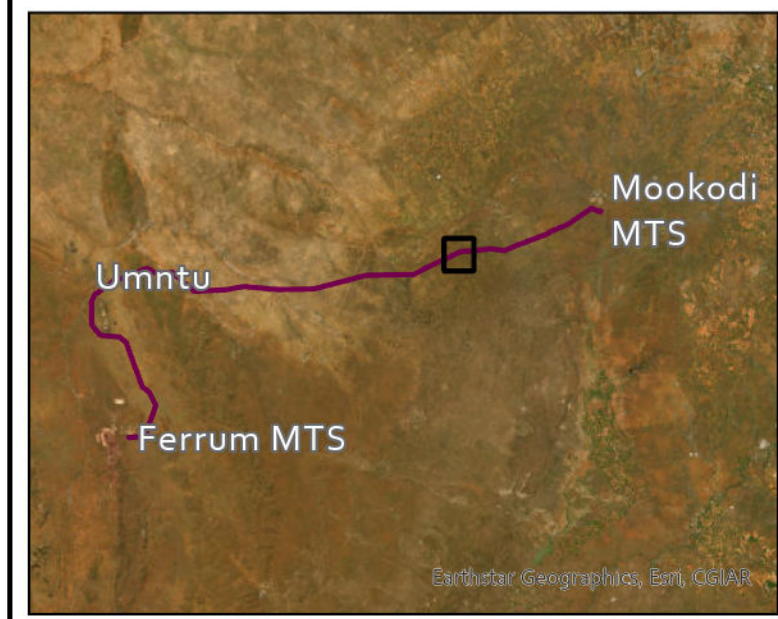 Mookodi
MTS
Umntu
Ferrum MTS
Earthstar Geographics, Esri, CGIAR